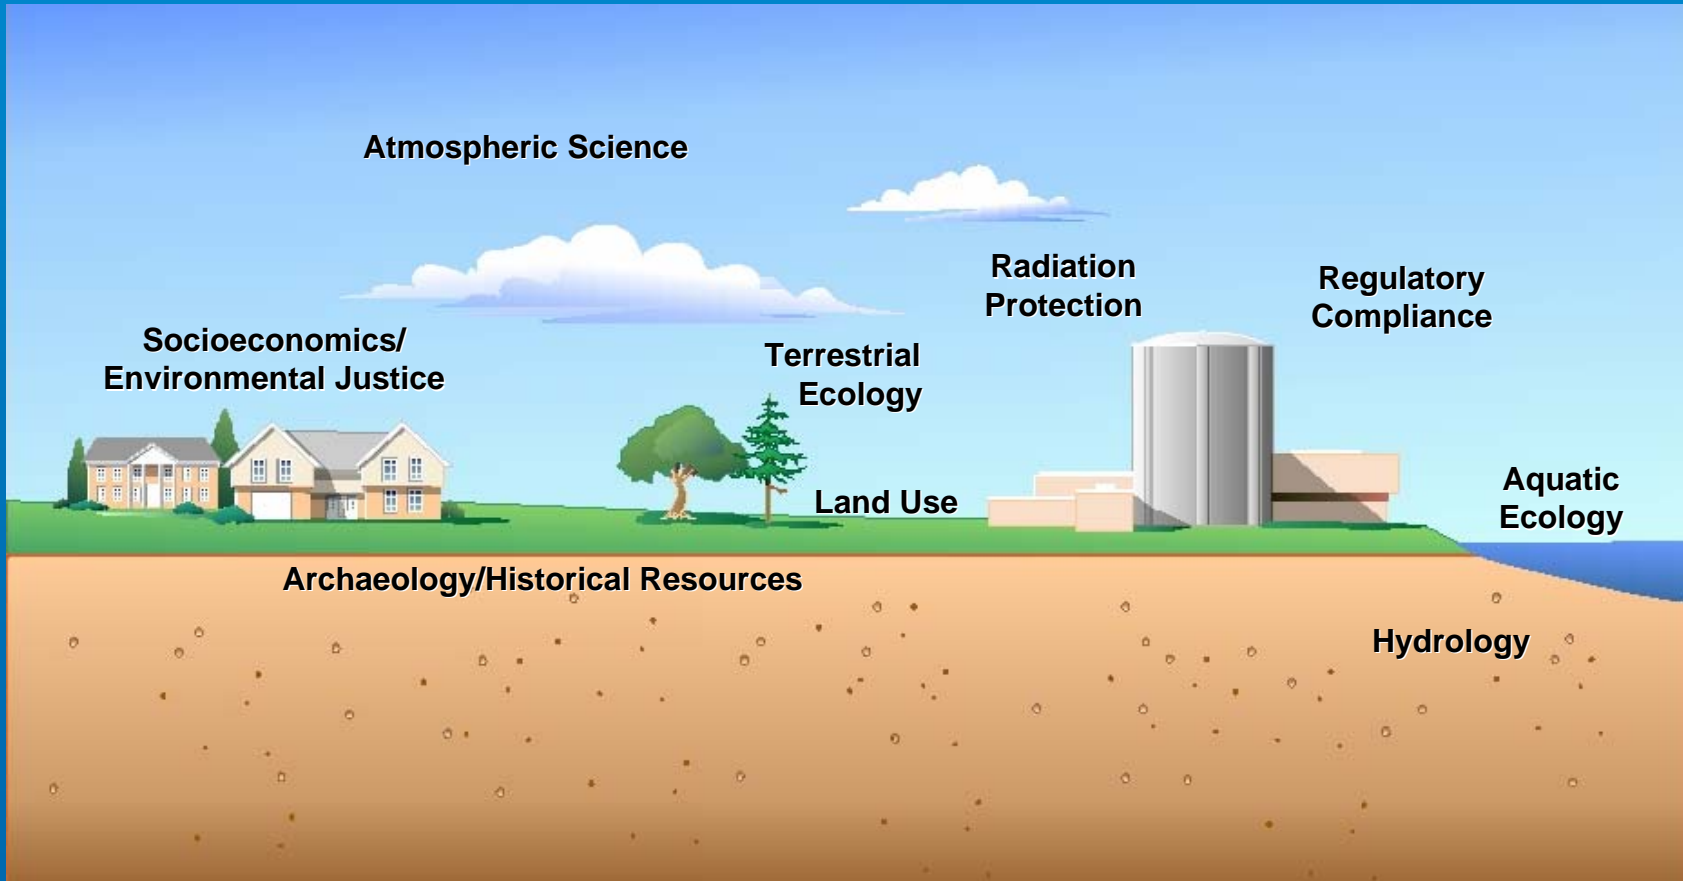 Atmospheric Science
Radiation
Protection
Regulatory
Compliance
Socioeconomics/
Environmental Justice
Terrestrial
Ecology
Land Use
Aquatic
Ecology
Archaeology/Historical Resources
Hydrology